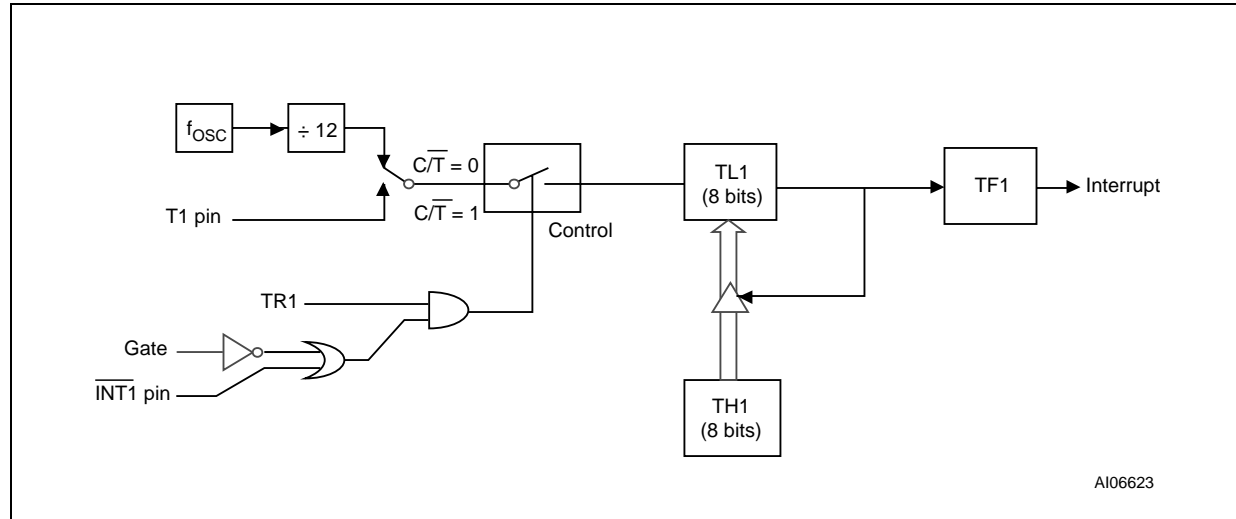 fOSC
÷ 12
C/T̅ = 0
TL1
(8 bits)
TF1
Interrupt
T1 pin
C/T̅ = 1
Control
TR1
Gate
I̅N̅T̅1̅ pin
TH1
(8 bits)
AI06623